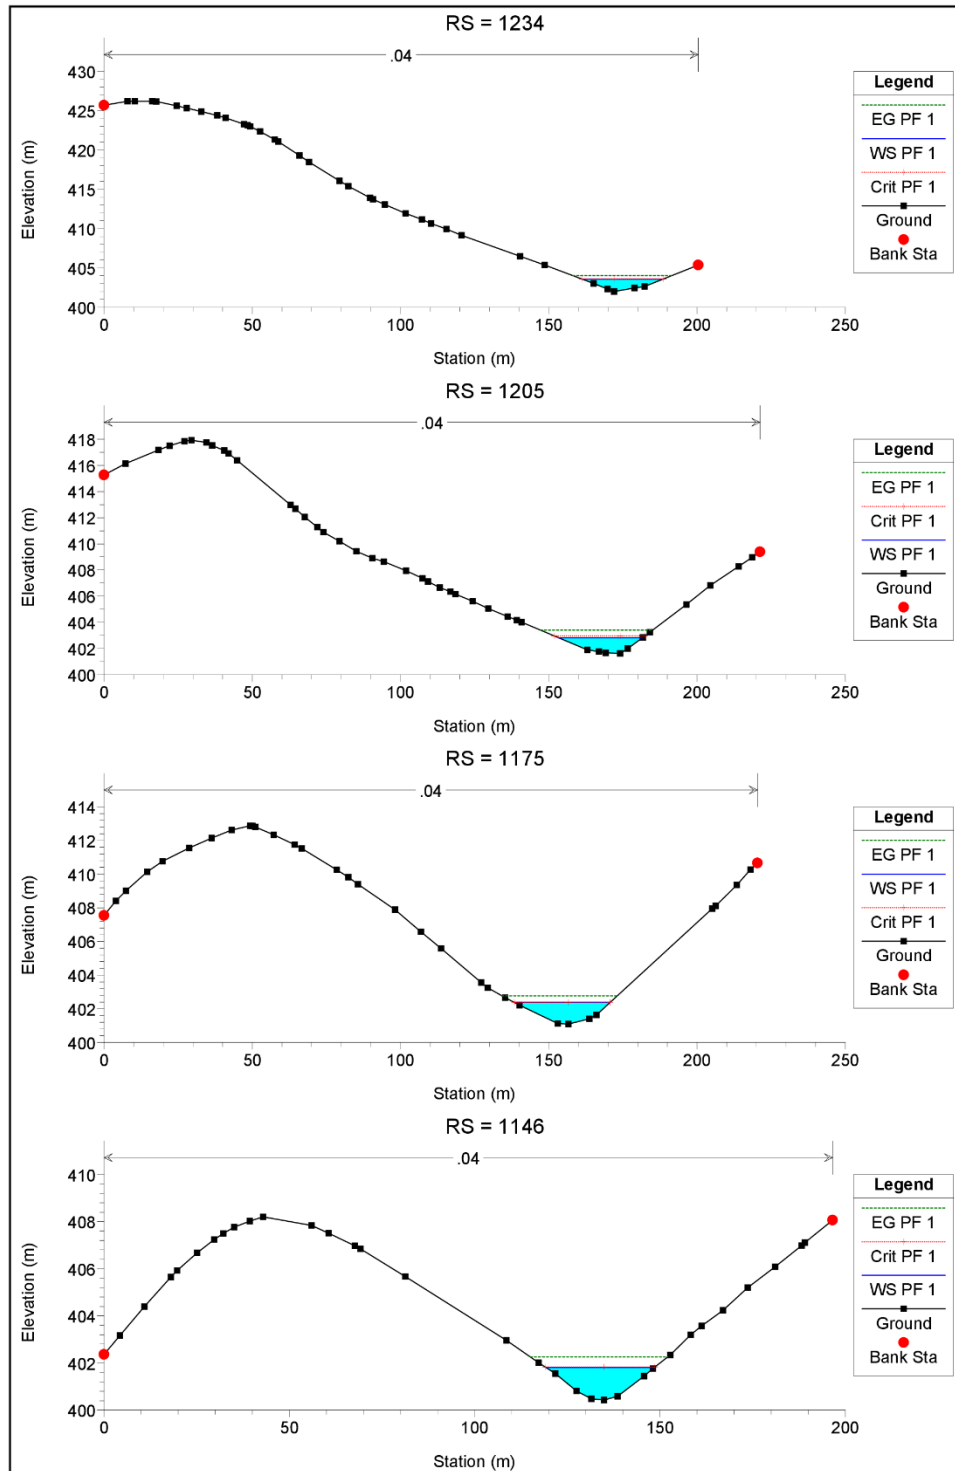 RS = 1234
.04
430
425
420
415
410
405
400
Elevation (m)
0 50 100 150 200 250
Station (m)
Legend
EG PF 1
WS PF 1
Crit PF 1
Ground
Bank Sta
RS = 1205
.04
418
416
414
412
410
408
406
404
402
400
Elevation (m)
0 50 100 150 200 250
Station (m)
Legend
EG PF 1
Crit PF 1
WS PF 1
Ground
Bank Sta
RS = 1175
.04
414
412
410
408
406
404
402
400
Elevation (m)
0 50 100 150 200 250
Station (m)
Legend
EG PF 1
WS PF 1
Crit PF 1
Ground
Bank Sta
RS = 1146
.04
410
408
406
404
402
400
Elevation (m)
0 50 100 150 200
Station (m)
Legend
EG PF 1
Crit PF 1
WS PF 1
Ground
Bank Sta